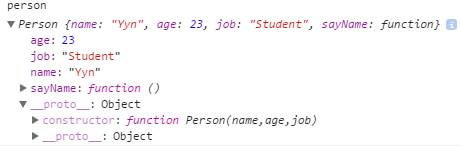 person
▼ Person {name: "Yyn", age: 23, job: "Student", sayName: function} i
age: 23
job: "Student"
name: "Yyn"
▶ sayName: function ()
▼ __proto__: Object
▶ constructor: function Person(name,age,job)
▶ __proto__: Object